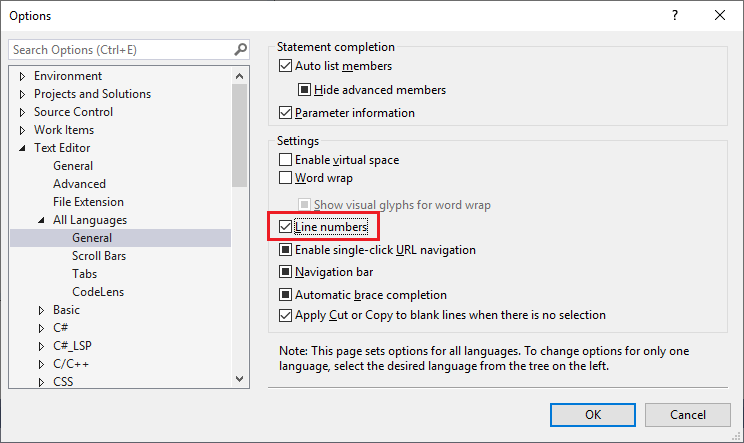 Options
Search Options (Ctrl+E)
Environment
Projects and Solutions
Source Control
Work Items
Text Editor
General
Advanced
File Extension
All Languages
General
Scroll Bars
Tabs
CodeLens
Basic
C#
C#_LSP
C/C++
CSS
Statement completion
Auto list members
Hide advanced members
Parameter information
Settings
Enable virtual space
Word wrap
Show visual glyphs for word wrap
Line numbers
Enable single-click URL navigation
Navigation bar
Automatic brace completion
Apply Cut or Copy to blank lines when there is no selection
Note: This page sets options for all languages. To change options for only one
language, select the desired language from the tree on the left.
OK
Cancel